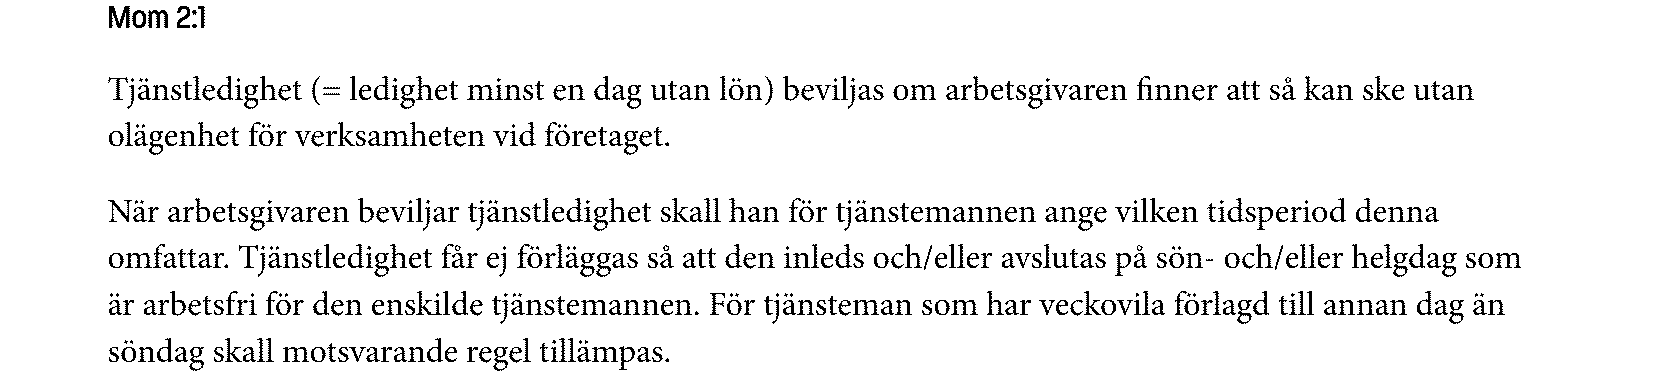 Mom 2:1
Tjänstledighet (= ledighet minst en dag utan lön) beviljas om arbetsgivaren finner att så kan ske utan
olägenhet för verksamheten vid företaget.
När arbetsgivaren beviljar tjänstledighet skall han för tjänstemannen ange vilken tidsperiod denna
omfattar. Tjänstledighet får ej förläggas så att den inleds och/eller avslutas på sön- och/eller helgdag som
är arbetsfri för den enskilde tjänstemannen. För tjänsteman som har veckovila förlagd till annan dag än
söndag skall motsvarande regel tillämpas.